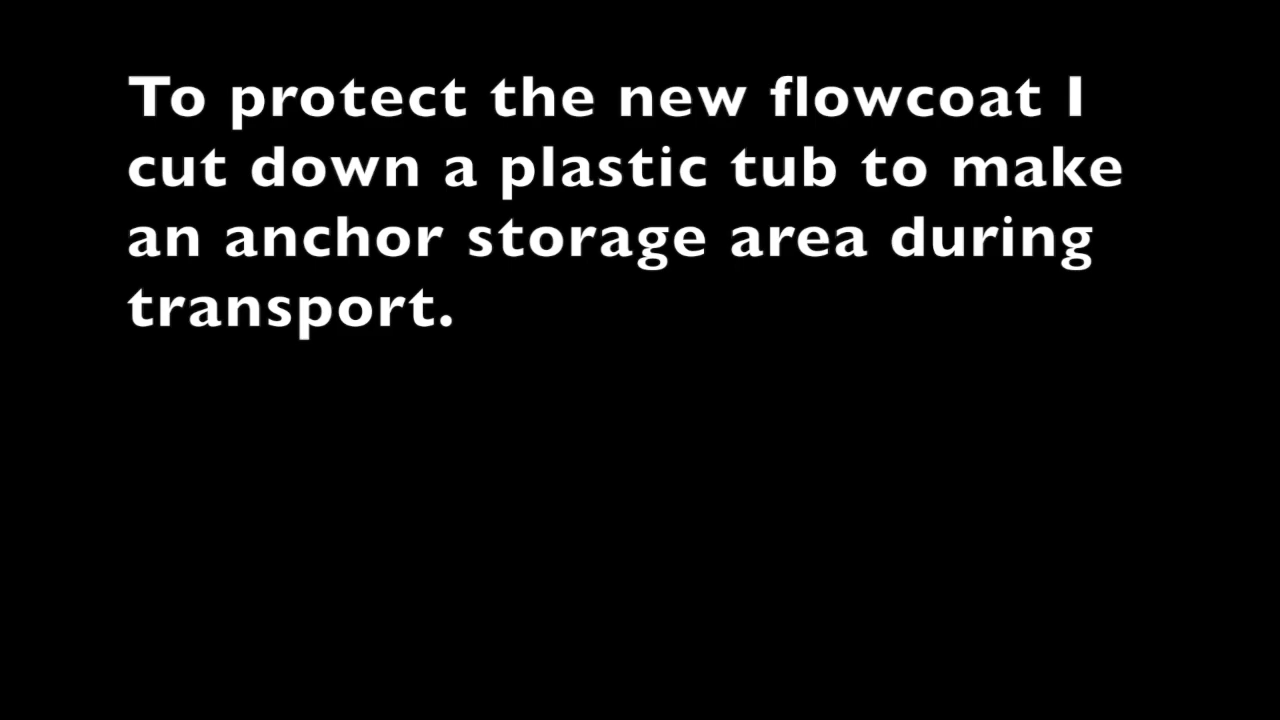 To protect the new flowcoat I
cut down a plastic tub to make
an anchor storage area during
transport.